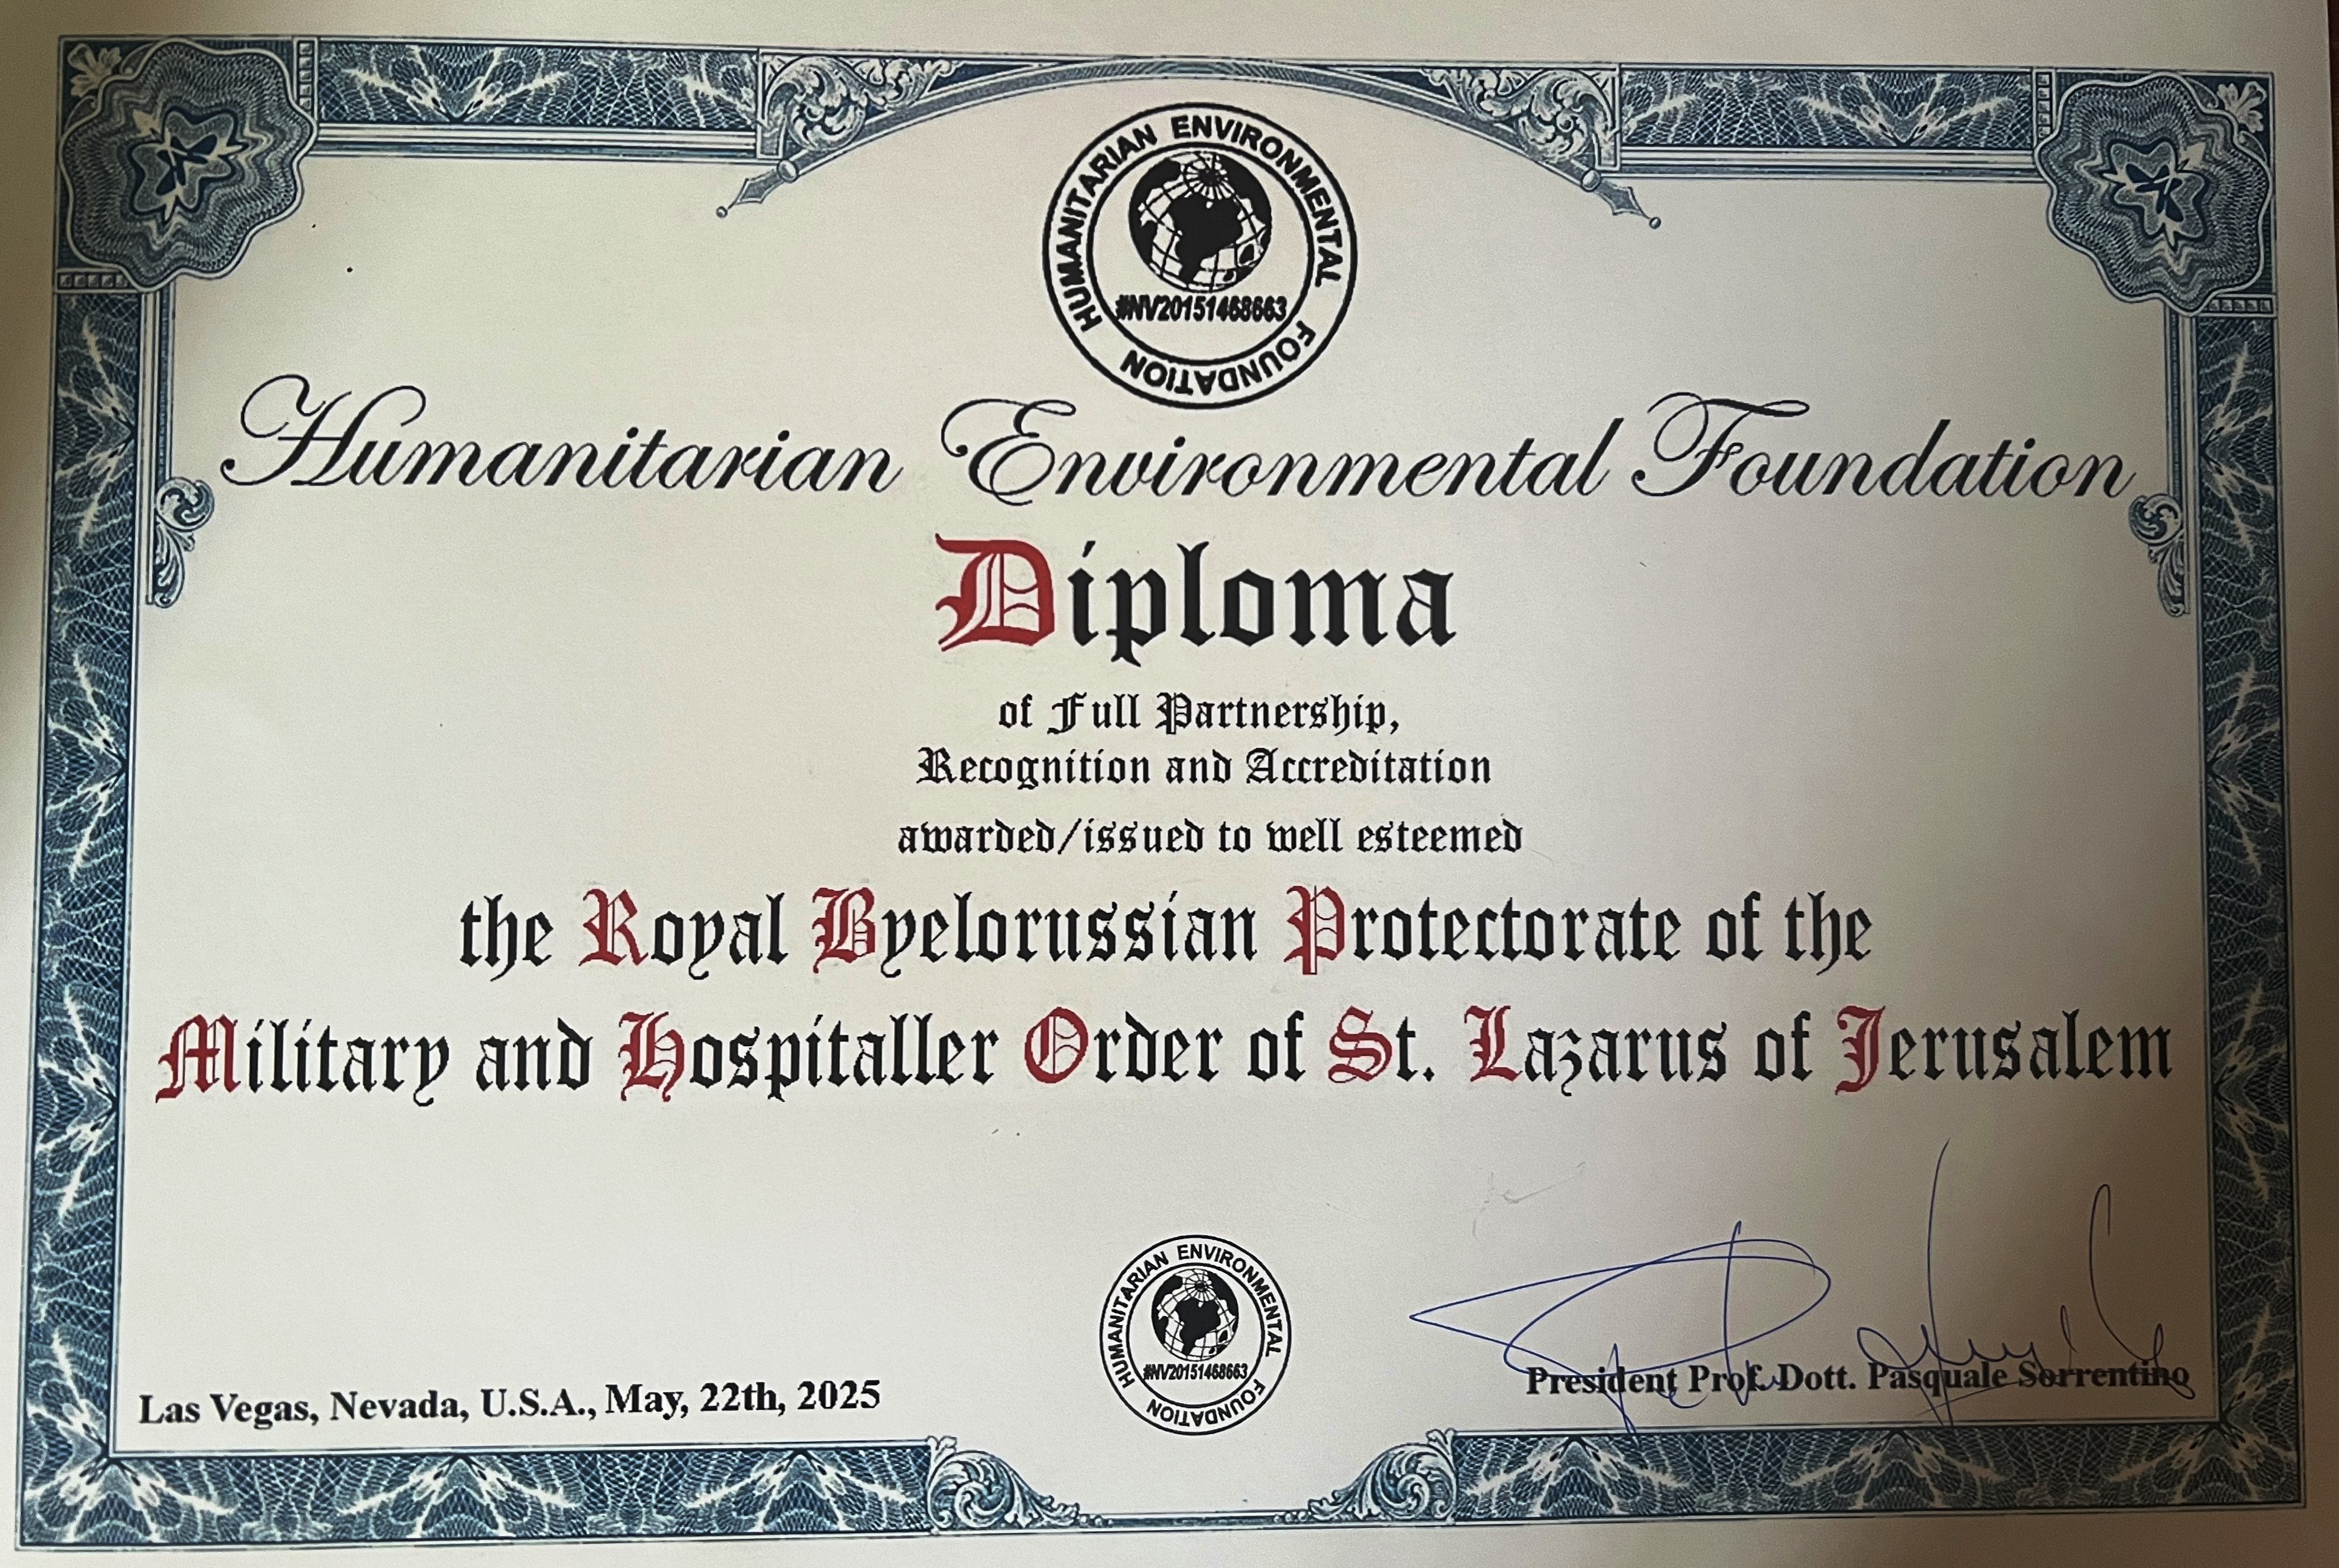 HUMANITARIAN ENVIRONMENTAL FOUNDATION
#NV20151468663
Humanitarian Environmental Foundation
Diploma
of Full Partnership,
Recognition and Accreditation
awarded/issued to well esteemed
the Royal Byelorussian Protectorate of the
Military and Hospitaller Order of St. Lazarus of Jerusalem
HUMANITARIAN ENVIRONMENTAL FOUNDATION
#NV20151468663
Las Vegas, Nevada, U.S.A., May, 22th, 2025
President Prof. Dott. Pasquale Sorrentino